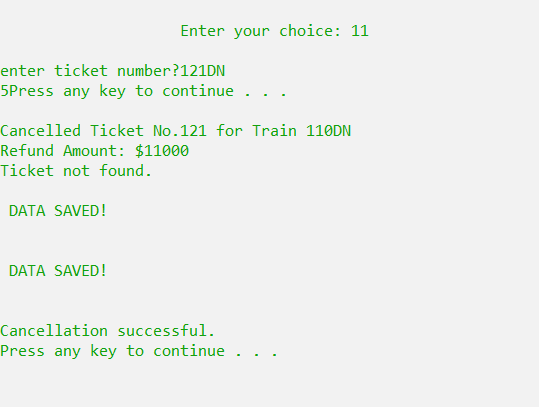 Enter your choice: 11
enter ticket number?121DN
5Press any key to continue . . .
Cancelled Ticket No.121 for Train 110DN
Refund Amount: $11000
Ticket not found.
DATA SAVED!
DATA SAVED!
Cancellation successful.
Press any key to continue . . .